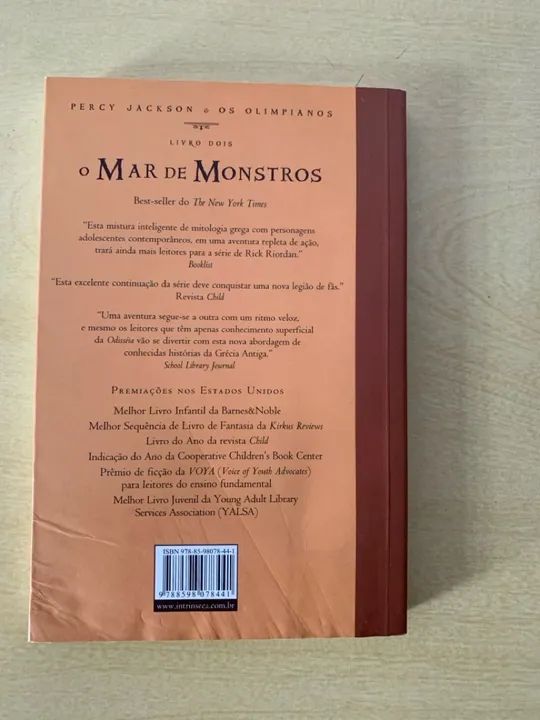 PERCY JACKSON & OS OLIMPIANOS
LIVRO DOIS
O MAR DE MONSTROS
Best-seller do The New York Times
“Esta mistura inteligente de mitologia grega com personagens
adolescentes contemporâneos, em uma aventura repleta de ação,
trará ainda mais leitores para a série de Rick Riordan.”
Booklist
“Esta excelente continuação da série deve conquistar uma nova legião de fãs.”
Revista Child
“Uma aventura segue-se a outra com um ritmo veloz,
e mesmo os leitores que têm apenas conhecimento superficial
da Odisséia vão se divertir com esta nova abordagem de
conhecidas histórias da Grécia Antiga.”
School Library Journal
PREMIAÇÕES NOS ESTADOS UNIDOS
Melhor Livro Infantil da Barnes&Noble
Melhor Sequência de Livro de Fantasia da Kirkus Reviews
Livro do Ano da revista Child
Indicação do Ano da Cooperative Children's Book Center
Prêmio de ficção da VOYA (Voice of Youth Advocates)
para leitores do ensino fundamental
Melhor Livro Juvenil da Young Adult Library
Services Association (YALSA)
ISBN 978-85-98078-44-1
9 788598 078441
www.intrinseca.com.br